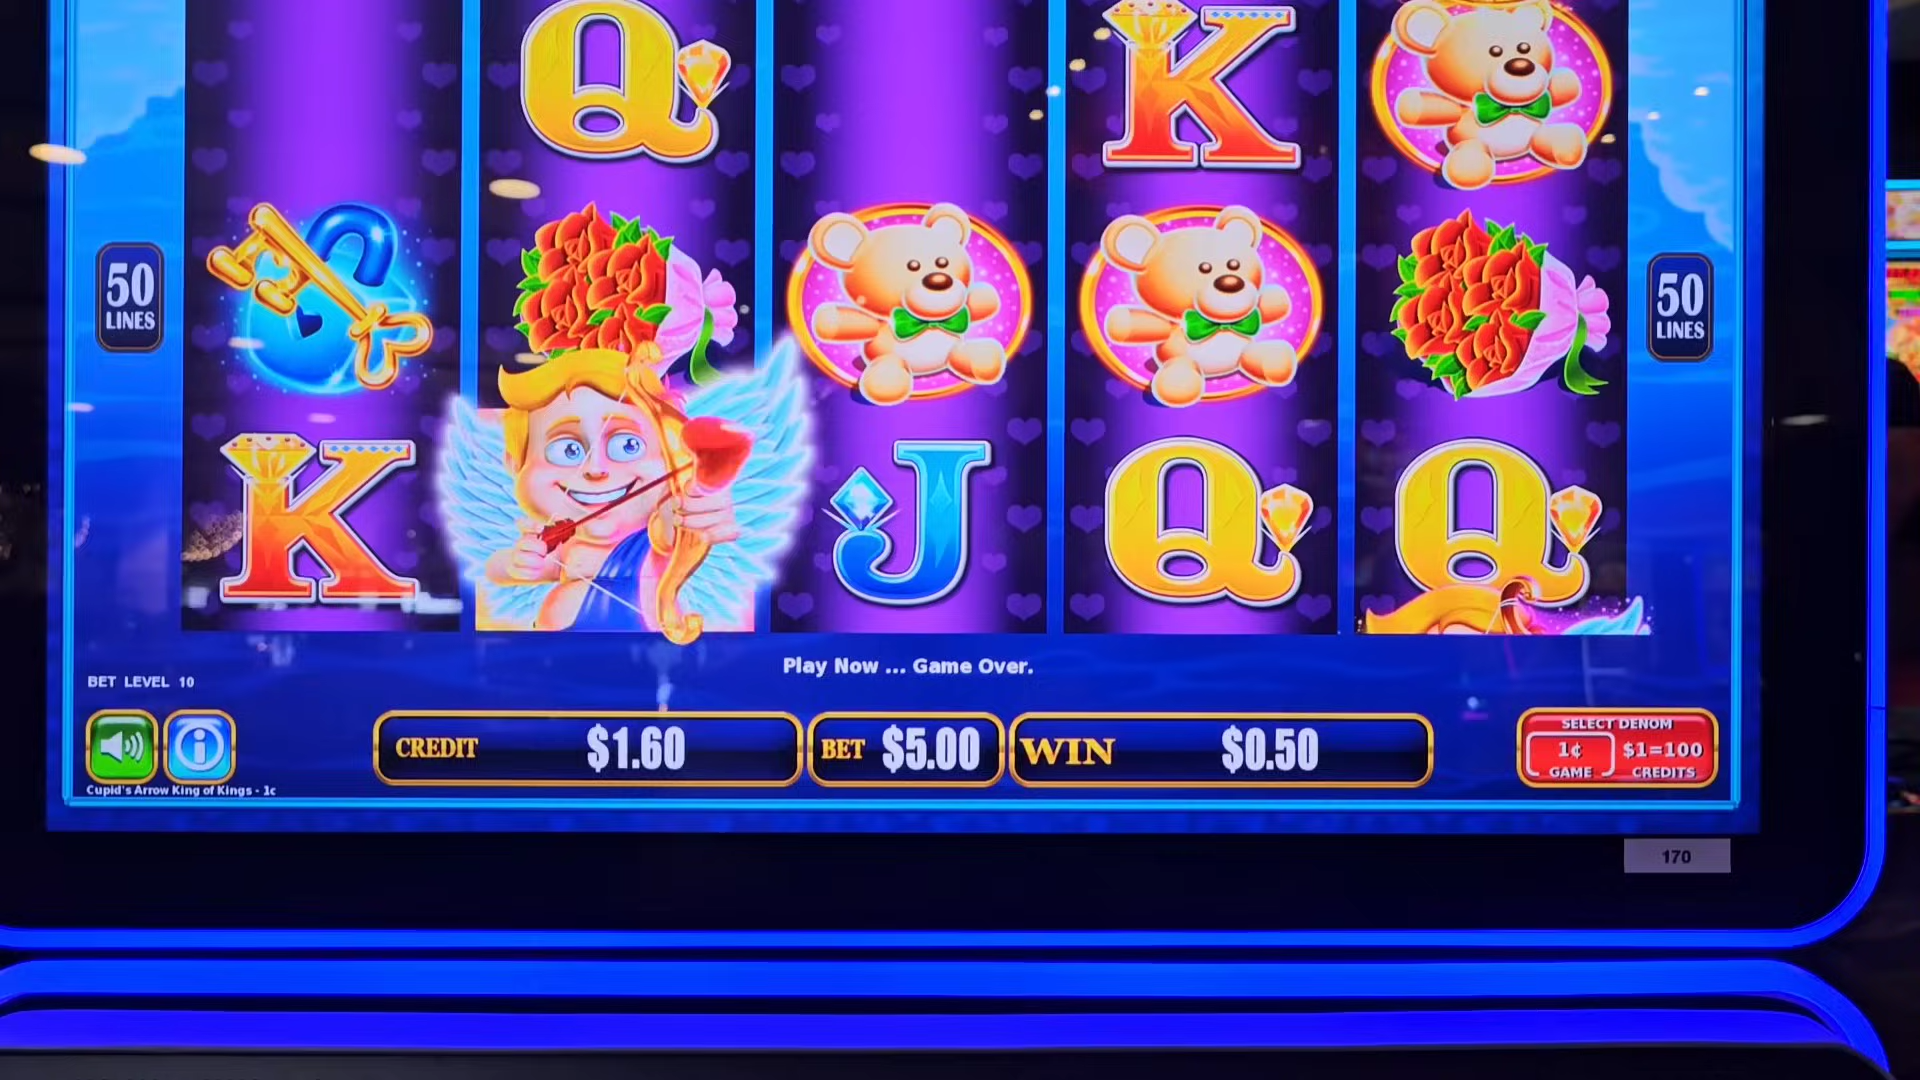 Q
K
50
LINES
50
LINES
K
J
Q
Q
Play Now ... Game Over.
BET LEVEL 10
CREDIT $1.60
BET $5.00
WIN $0.50
SELECT DENOM
1¢ $1=100
GAME CREDITS
Cupid's Arrow King of Kings - 1c
170